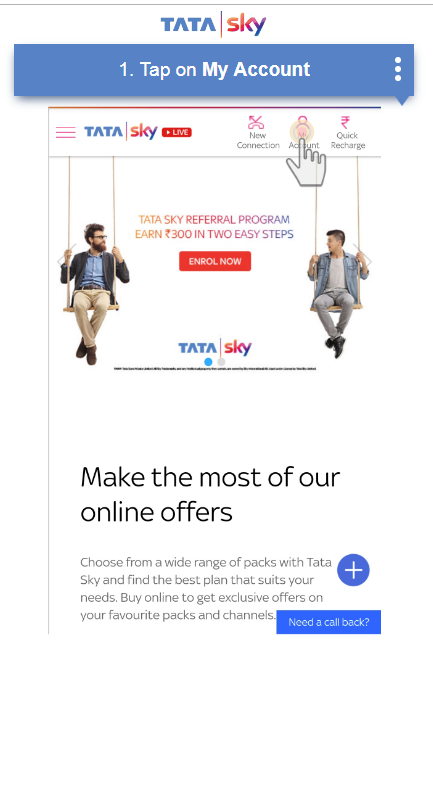 TATA sky
1. Tap on My Account
TATA sky LIVE
New Connection
My Account
Quick Recharge
TATA SKY REFERRAL PROGRAM
EARN ₹300 IN TWO EASY STEPS
ENROL NOW
TATA sky
Make the most of our
online offers
Choose from a wide range of packs with Tata
Sky and find the best plan that suits your
needs. Buy online to get exclusive offers on
your favourite packs and channels.
Need a call back?